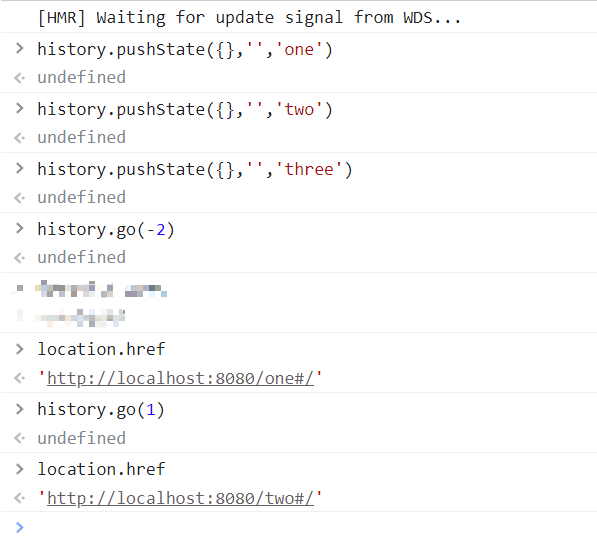 [HMR] Waiting for update signal from WDS...
> history.pushState({},'','one')
< undefined
> history.pushState({},'','two')
< undefined
> history.pushState({},'','three')
< undefined
> history.go(-2)
< undefined
> location.href
< 'http://localhost:8080/one#/'
> history.go(1)
< undefined
> location.href
< 'http://localhost:8080/two#/'
>